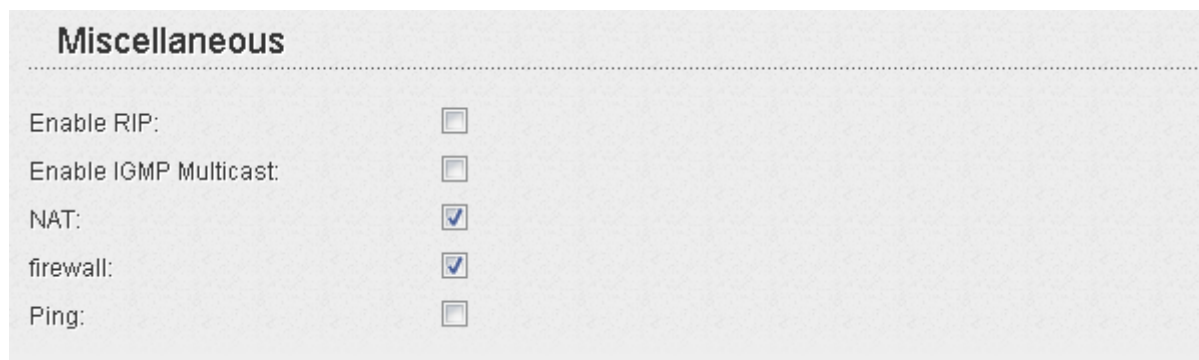 Miscellaneous
Enable RIP:
Enable IGMP Multicast:
NAT:
firewall:
Ping: